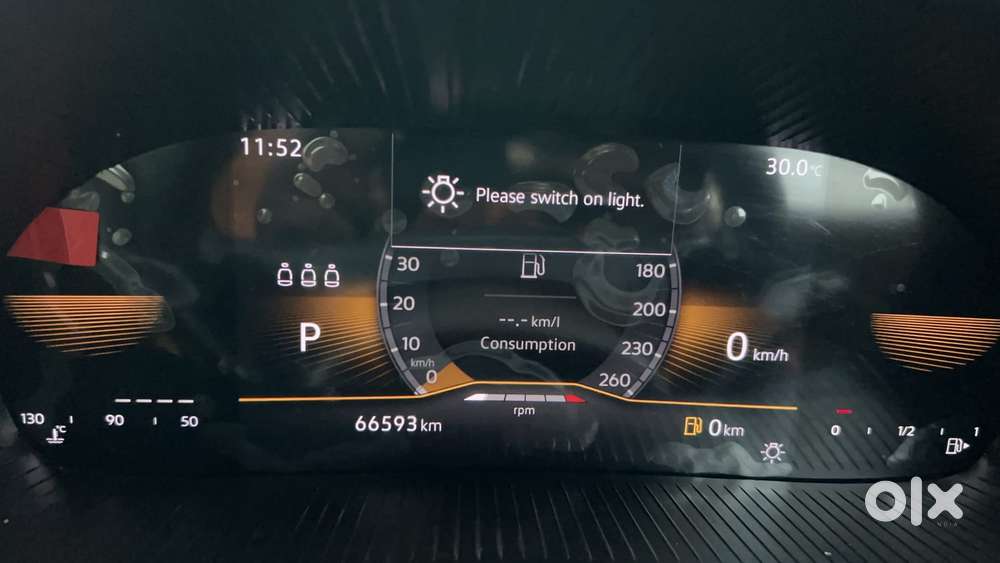 11:52
30.0°C
Please switch on light.
30
180
20
200
--.- km/l
10
Consumption
230
km/h
0
260
P
0 km/h
rpm
130
90
50
°C
66593 km
0 km
0
1/2
1
olx
INDIA